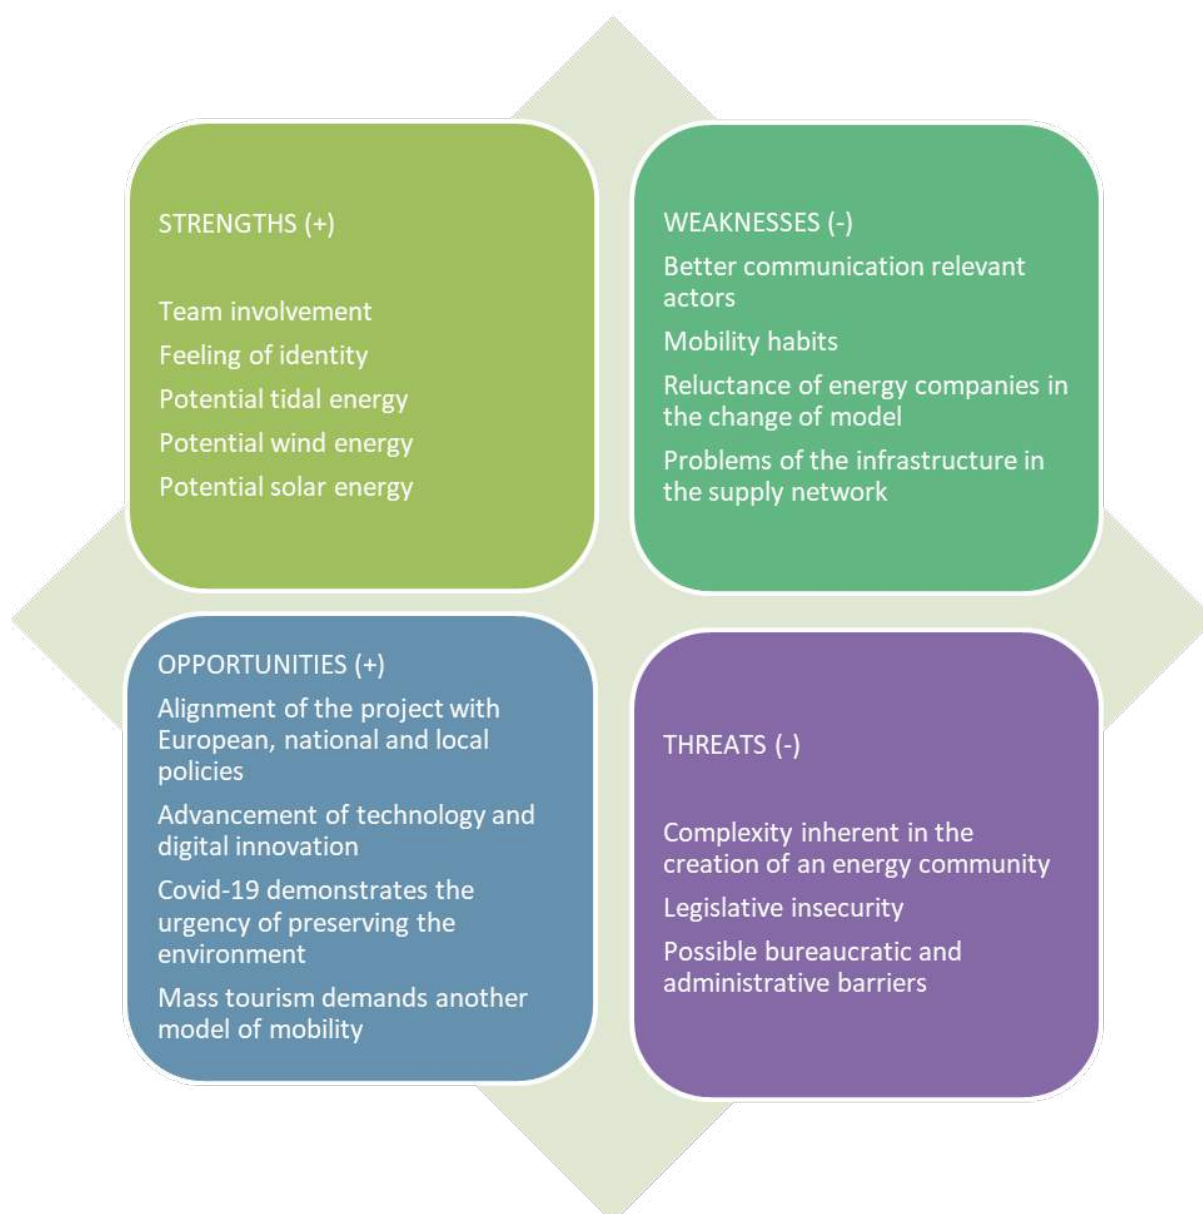 STRENGTHS (+)
Team involvement
Feeling of identity
Potential tidal energy
Potential wind energy
Potential solar energy
WEAKNESSES (-)
Better communication relevant
actors
Mobility habits
Reluctance of energy companies in
the change of model
Problems of the infrastructure in
the supply network
OPPORTUNITIES (+)
Alignment of the project with
European, national and local
policies
Advancement of technology and
digital innovation
Covid-19 demonstrates the
urgency of preserving the
environment
Mass tourism demands another
model of mobility
THREATS (-)
Complexity inherent in the
creation of an energy community
Legislative insecurity
Possible bureaucratic and
administrative barriers